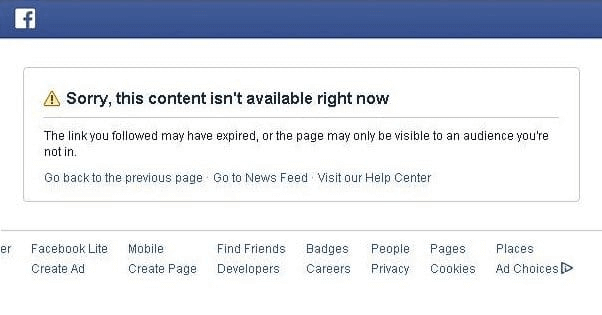 f
Sorry, this content isn't available right now
The link you followed may have expired, or the page may only be visible to an audience you're
not in.
Go back to the previous page · Go to News Feed · Visit our Help Center
er Facebook Lite Mobile Find Friends Badges People Pages Places
Create Ad Create Page Developers Careers Privacy Cookies Ad Choices